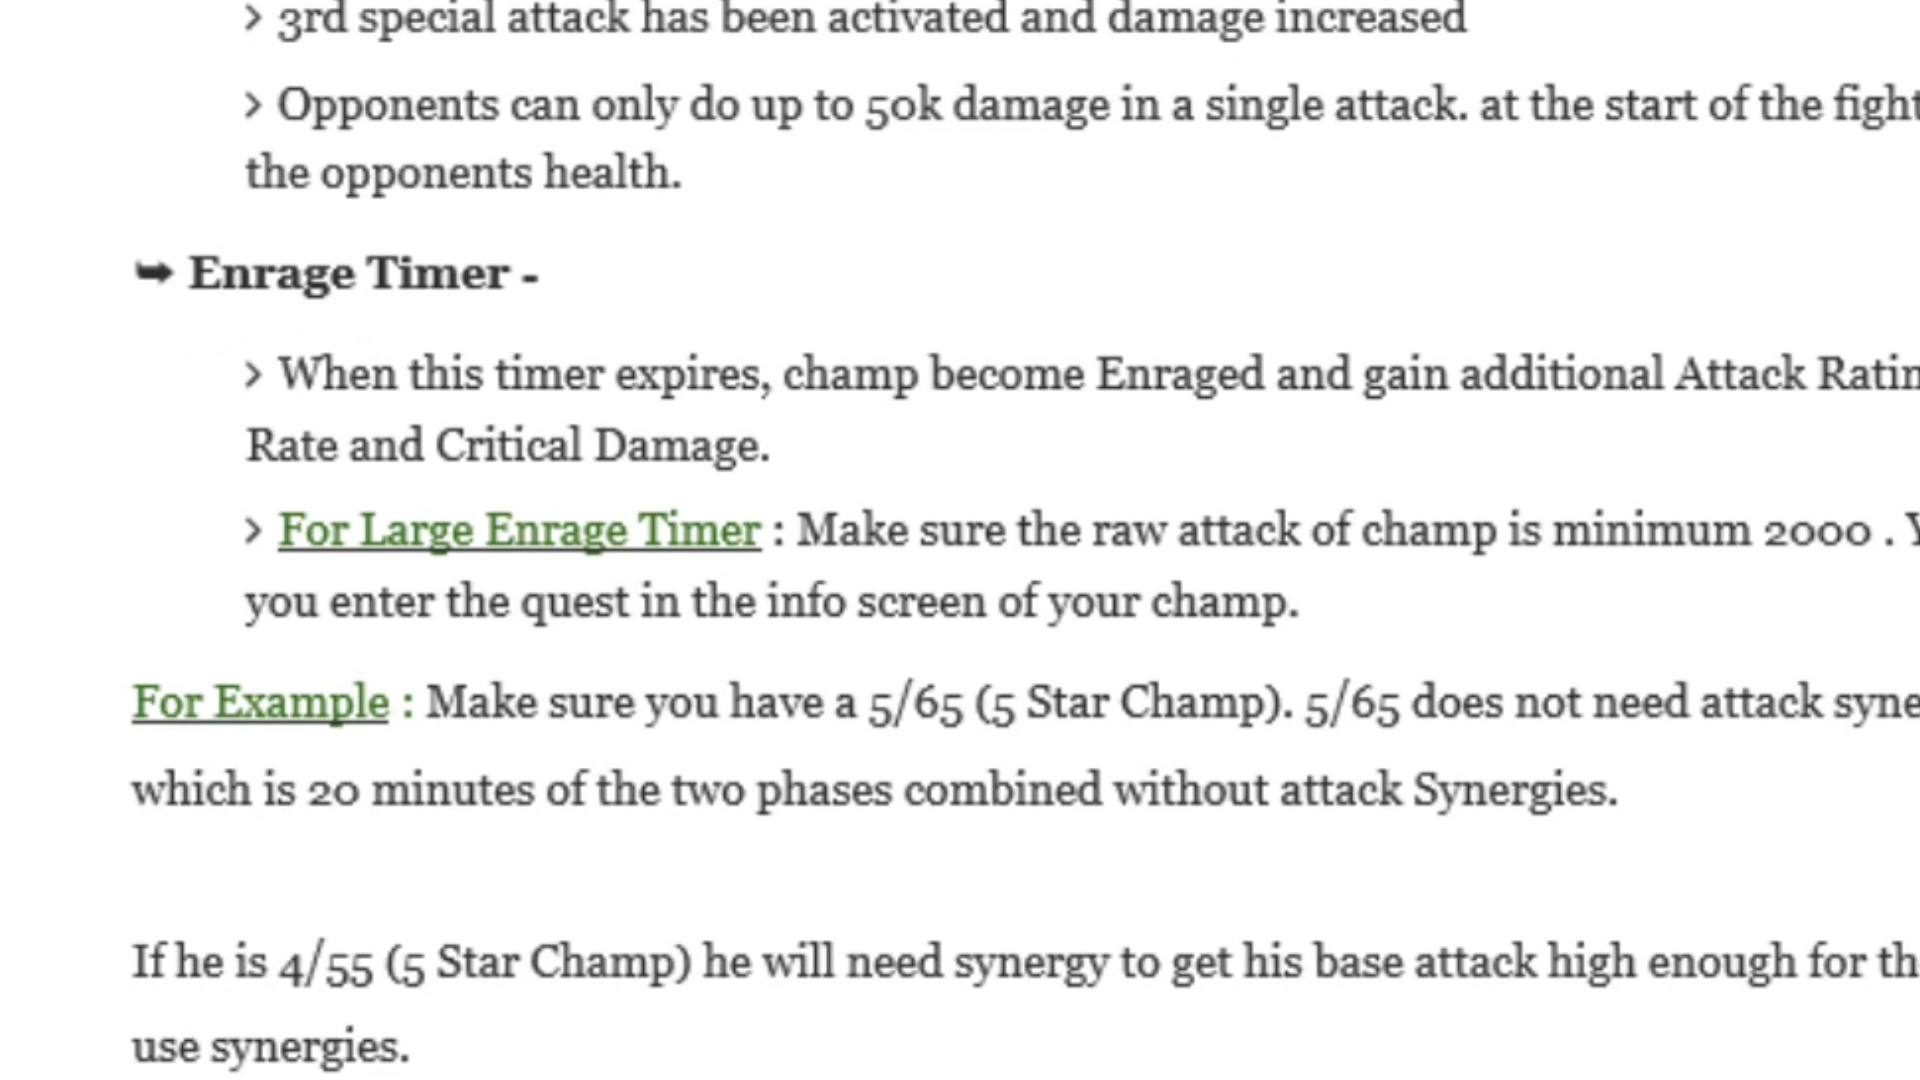 > 3rd special attack has been activated and damage increased
> Opponents can only do up to 50k damage in a single attack. at the start of the fight
the opponents health.
➥ Enrage Timer -
> When this timer expires, champ become Enraged and gain additional Attack
Rate and Critical Damage.
> For Large Enrage Timer : Make sure the raw attack of champ is minimum 2000 .
you enter the quest in the info screen of your champ.
For Example : Make sure you have a 5/65 (5 Star Champ). 5/65 does not need attack
which is 20 minutes of the two phases combined without attack Synergies.
If he is 4/55 (5 Star Champ) he will need synergy to get his base attack high enough for
use synergies.